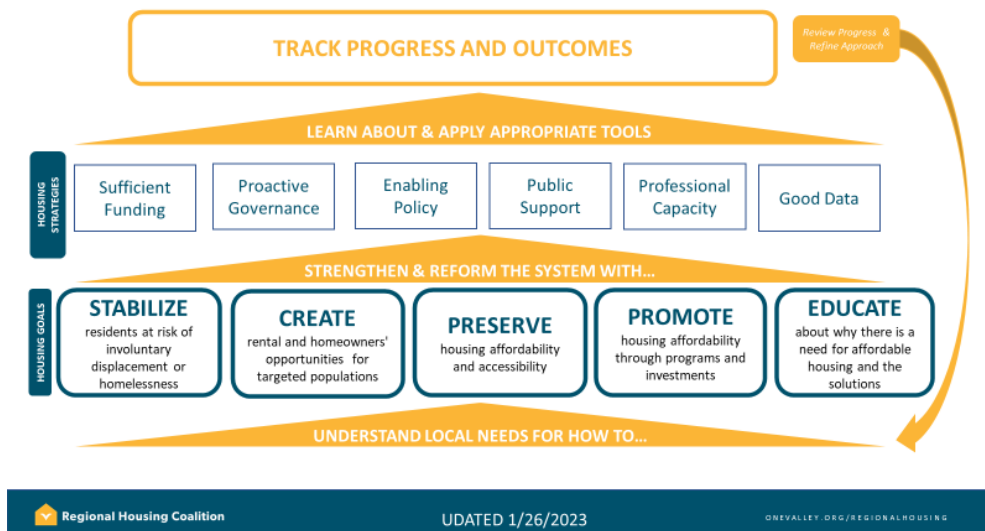 TRACK PROGRESS AND OUTCOMES
Review Progress &
Refine Approach
LEARN ABOUT & APPLY APPROPRIATE TOOLS
HOUSING
STRATEGIES
Sufficient
Funding
Proactive
Governance
Enabling
Policy
Public
Support
Professional
Capacity
Good Data
STRENGTHEN & REFORM THE SYSTEM WITH...
HOUSING GOALS
STABILIZE
residents at risk of
involuntary
displacement or
homelessness
CREATE
rental and homeowners'
opportunities for
targeted populations
PRESERVE
housing affordability
and accessibility
PROMOTE
housing affordability
through programs and
investments
EDUCATE
about why there is a
need for affordable
housing and the
solutions
UNDERSTAND LOCAL NEEDS FOR HOW TO...
Regional Housing Coalition
UDATED 1/26/2023
ONEVALLEY.ORG/REGIONALHOUSING